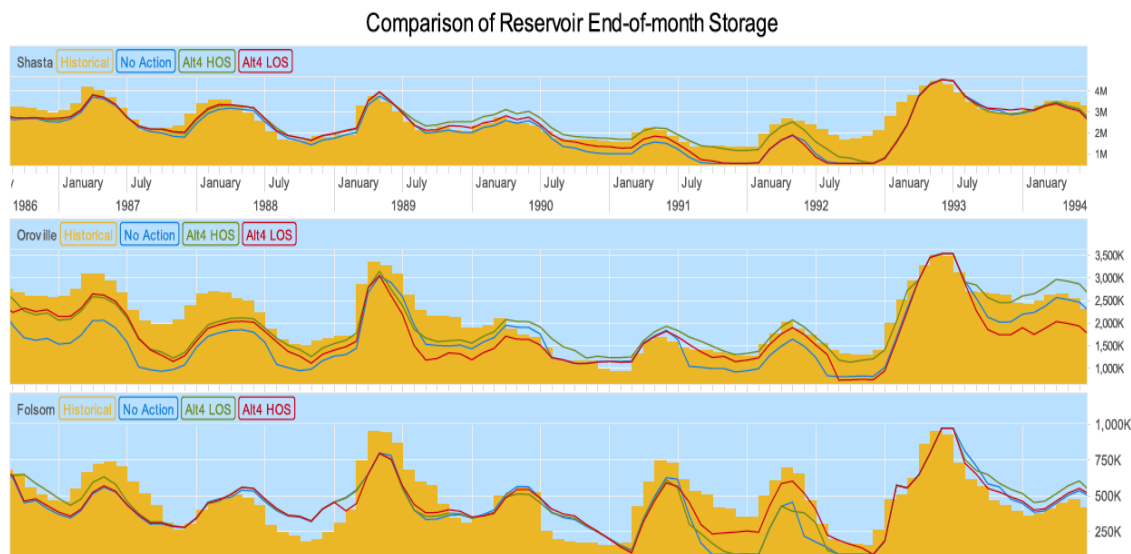 Comparison of Reservoir End-of-month Storage
Shasta Historical No Action Alt4 HOS Alt4 LOS
4M
3M
2M
1M
January July January July January July January July January July January July January July January
1986 1987 1988 1989 1990 1991 1992 1993 1994
Oroville Historical No Action Alt4 HOS Alt4 LOS
3,500K
3,000K
2,500K
2,000K
1,500K
1,000K
Folsom Historical No Action Alt4 LOS Alt4 HOS
1,000K
750K
500K
250K